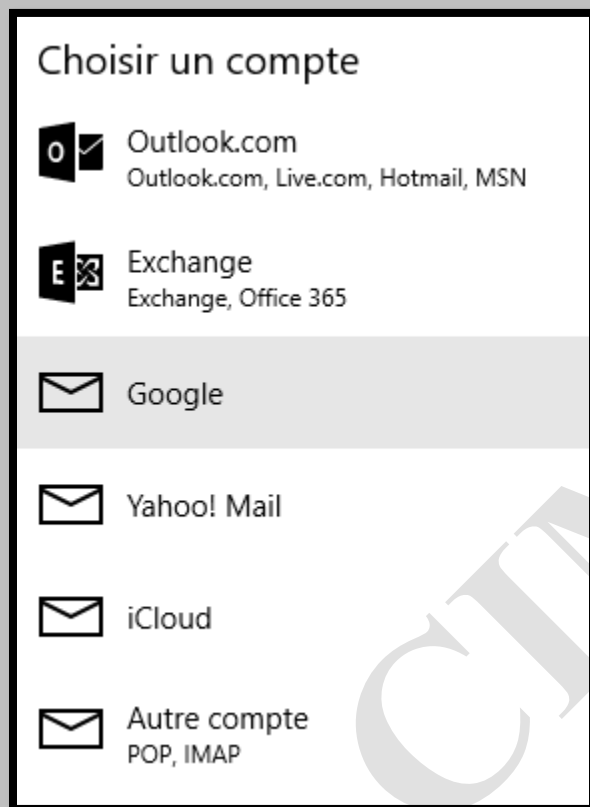 Choisir un compte
Outlook.com
Outlook.com, Live.com, Hotmail, MSN
Exchange
Exchange, Office 365
Google
Yahoo! Mail
iCloud
Autre compte
POP, IMAP